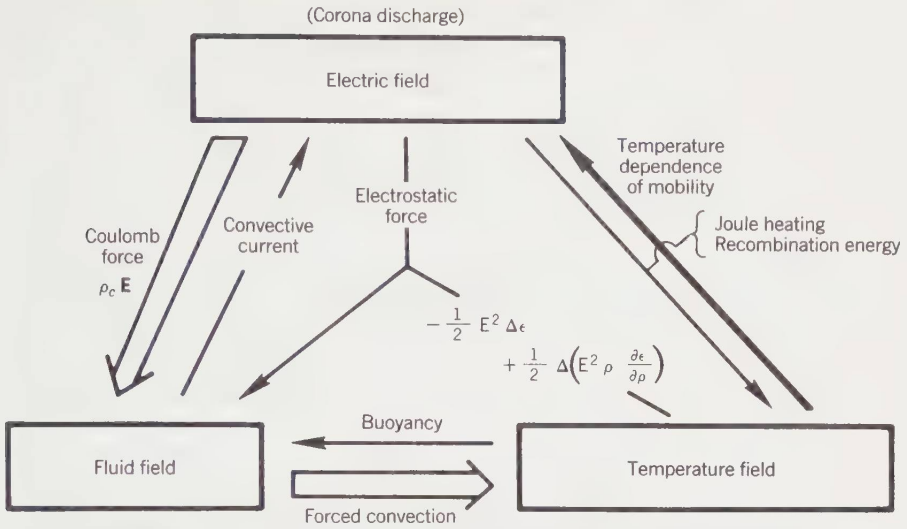 (Corona discharge)
Electric field
Temperature
dependence
of mobility
Electrostatic
force
Convective
current
Joule heating
Recombination energy
Coulomb
force
ρc E
− 1/2 E² Δϵ
+ 1/2 Δ(E² ρ ∂ϵ/∂ρ)
Buoyancy
Fluid field
Temperature field
Forced convection